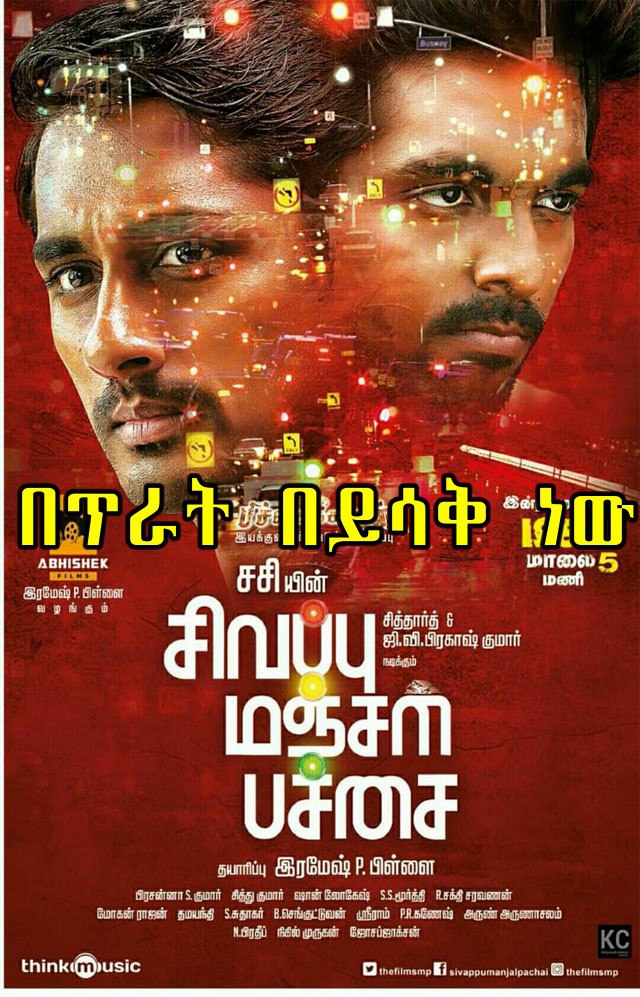 Busway
በጥራት በይሳቅ ነው
ABHISHEK
FILMS
இரமேஷ் P. பிள்ளை
வழங்கும்
மாலை 5
மணி
சசி யின்
சித்தார்த் &
ஜி.வி.பிரகாஷ் குமார்
நடிக்கும்
சிவப்பு
மஞ்சள்
பச்சை
தயாரிப்பு இரமேஷ் P. பிள்ளை
பிரசன்னா S.குமார் சித்து குமார் ஷான் லோகேஷ் S.S.மூர்த்தி R.சக்தி சரவணன்
மோகன் ராஜன் தமயந்தி S.சுதாகர் B.செங்குட்டுவன் ஸ்ரீராம் P.R.கணேஷ் அருண் அருணாசலம்
N.பிரதீப் நிகில் முருகன் ஜோசப்ஜாக்சன்
KC
think music
thefilmsmp sivappumanjalpachai thefilmsmp